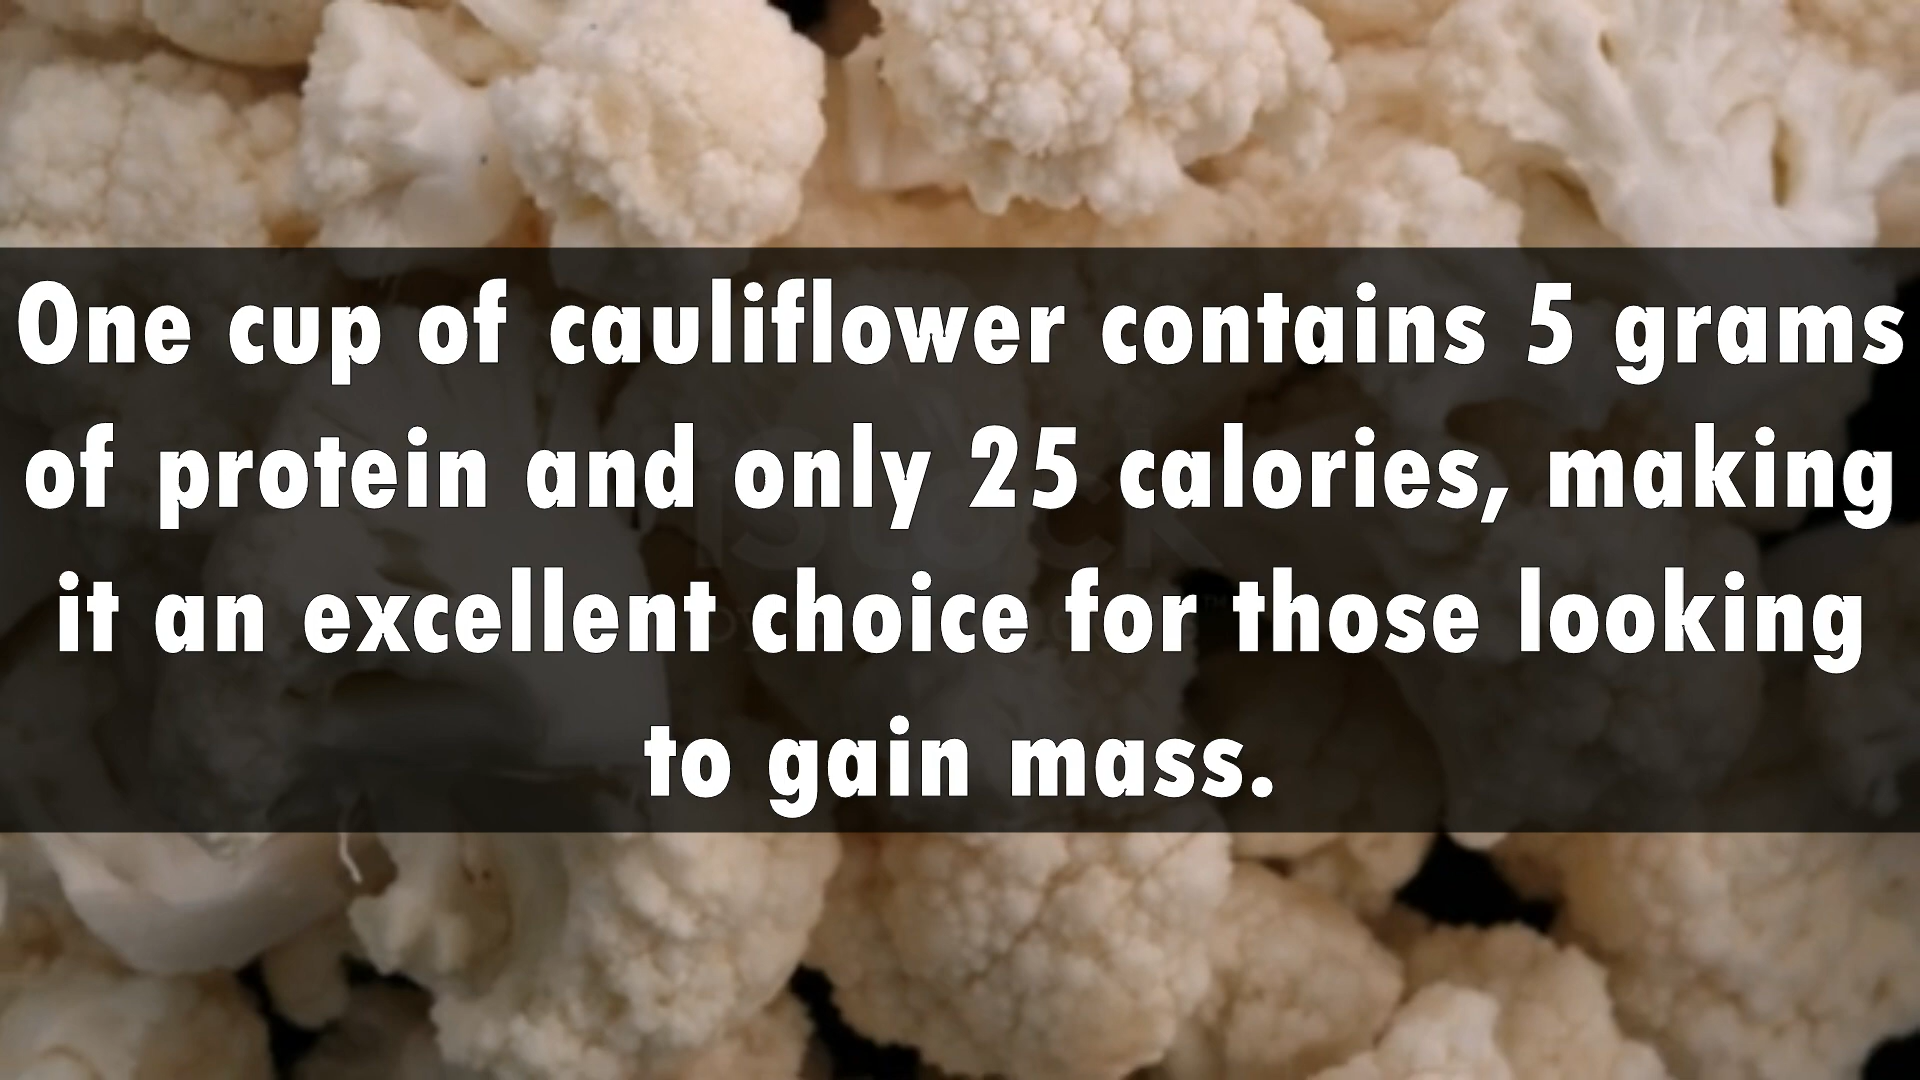 One cup of cauliflower contains 5 grams
of protein and only 25 calories, making
it an excellent choice for those looking
to gain mass.
iStock